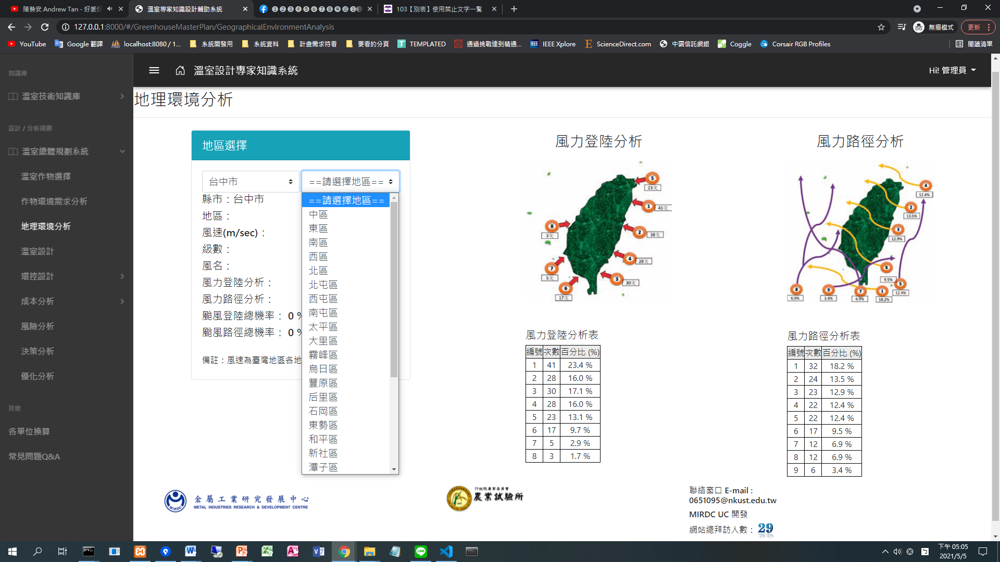 陳勢安 Andrew Tan - 好愛好
溫室專家知識設計輔助系統
❶❷❸❹❺❻❼❽❾❿
103【別表】使用禁止文字一覧
127.0.0.1:8000/#/GreenhouseMasterPlan/GeographicalEnvironmentAnalysis
無痕模式
更新
YouTube
Google 翻譯
localhost:8080 / 1...
系統開發用
系統資料
計畫需求待看
要看的分頁
TEMPLATED
通過挑戰達到精通...
IEEE Xplore
ScienceDirect.com
中國信託網銀
Coggle
Corsair RGB Profiles
閱讀清單
知識庫
溫室技術知識庫
設計 / 分析規劃
溫室總體規劃系統
溫室作物選擇
作物環境需求分析
地理環境分析
溫室設計
環控設計
成本分析
風險分析
決策分析
優化分析
其他
各單位換算
常見問題Q&A
溫室設計專家知識系統
Hi! 管理員
地理環境分析
地區選擇
台中市
==請選擇地區==
縣市：台中市
地區：
風速(m/sec)：
級數：
風名：
風力登陸分析：
風力路徑分析：
颱風登陸總機率： 0 %
颱風路徑總機率： 0 %
備註：風速為臺灣地區各地
==請選擇地區==
中區
東區
南區
西區
北區
北屯區
西屯區
南屯區
太平區
大里區
霧峰區
烏日區
豐原區
后里區
石岡區
東勢區
和平區
新社區
潭子區
風力登陸分析
5
23次
1
41次
2
38次
4
28次
3
30次
6
17次
7
5次
8
3次
風力登陸分析表
編號 次數 百分比 (%)
1 41 23.4 %
2 28 16.0 %
3 30 17.1 %
4 28 16.0 %
5 23 13.1 %
6 17 9.7 %
7 5 2.9 %
8 3 1.7 %
風力路徑分析
4
12.4%
2
13.5%
3
12.9%
6
9.5%
5
12.4%
1
18.2%
7
6.9%
9
3.4%
8
6.9%
風力路徑分析表
編號 次數 百分比 (%)
1 32 18.2 %
2 24 13.5 %
3 23 12.9 %
4 22 12.4 %
5 22 12.4 %
6 17 9.5 %
7 12 6.9 %
8 12 6.9 %
9 6 3.4 %
MIRDC
金屬工業研究發展中心
METAL INDUSTRIES RESEARCH & DEVELOPMENT CENTRE
行政院農業委員會
農業試驗所
聯絡窗口 E-mail :
0651095@nkust.edu.tw
MIRDC UC 開發
網站總拜訪人數： 29
下午 05:05
2021/5/5